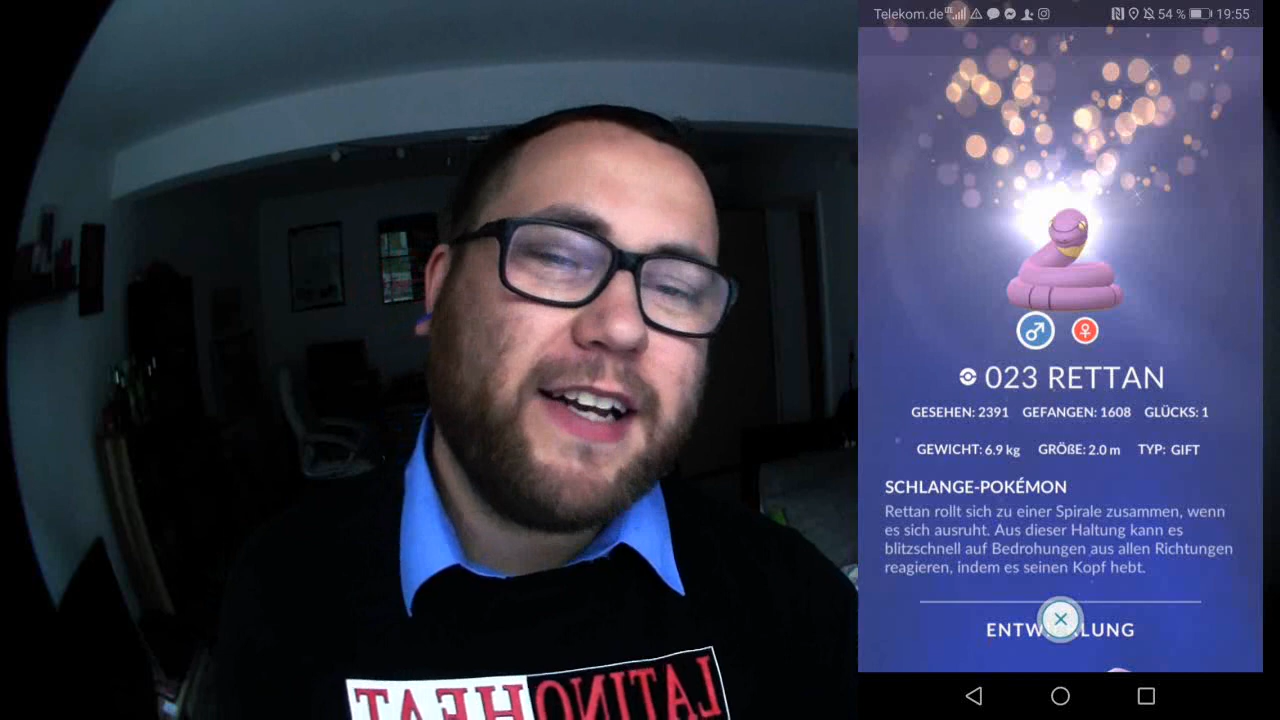 Telekom.de 54 % 19:55
023 RETTAN
GESEHEN: 2391 GEFANGEN: 1608 GLÜCKS: 1
GEWICHT: 6.9 kg GRÖßE: 2.0 m TYP: GIFT
SCHLANGE-POKÉMON
Rettan rollt sich zu einer Spirale zusammen, wenn
es sich ausruht. Aus dieser Haltung kann es
blitzschnell auf Bedrohungen aus allen Richtungen
reagieren, indem es seinen Kopf hebt.
ENTWICKLUNG
LATINO HEAT